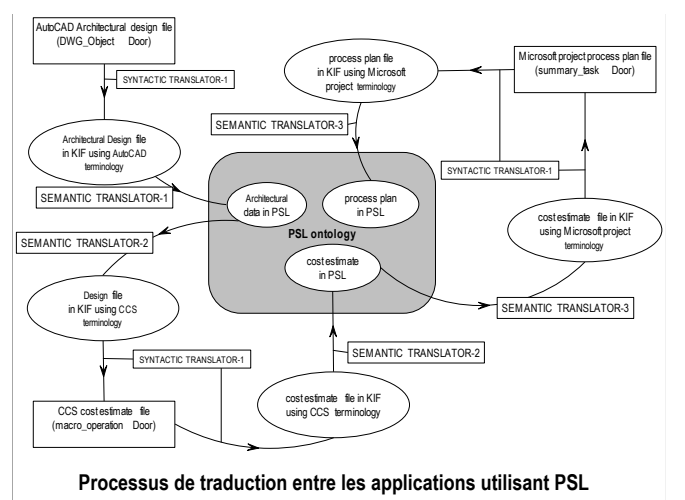 AutoCAD Architectural design file
(DWG_Object Door)
SYNTACTIC TRANSLATOR-1
Architectural Design file
in KIF using AutoCAD
terminology
SEMANTIC TRANSLATOR-1
SEMANTIC TRANSLATOR-2
Design file
in KIF using CCS
terminology
SYNTACTIC TRANSLATOR-1
CCS cost estimate file
(macro_operation Door)
process plan file
in KIF using Microsoft
project terminology
SEMANTIC TRANSLATOR-3
Architectural
data in PSL
process plan
in PSL
PSL ontology
cost estimate
in PSL
SEMANTIC TRANSLATOR-2
cost estimate file in KIF
using CCS terminology
Microsoft project process plan file
(summary_task Door)
SYNTACTIC TRANSLATOR-1
cost estimate file in KIF
using Microsoft project
terminology
SEMANTIC TRANSLATOR-3
Processus de traduction entre les applications utilisant PSL